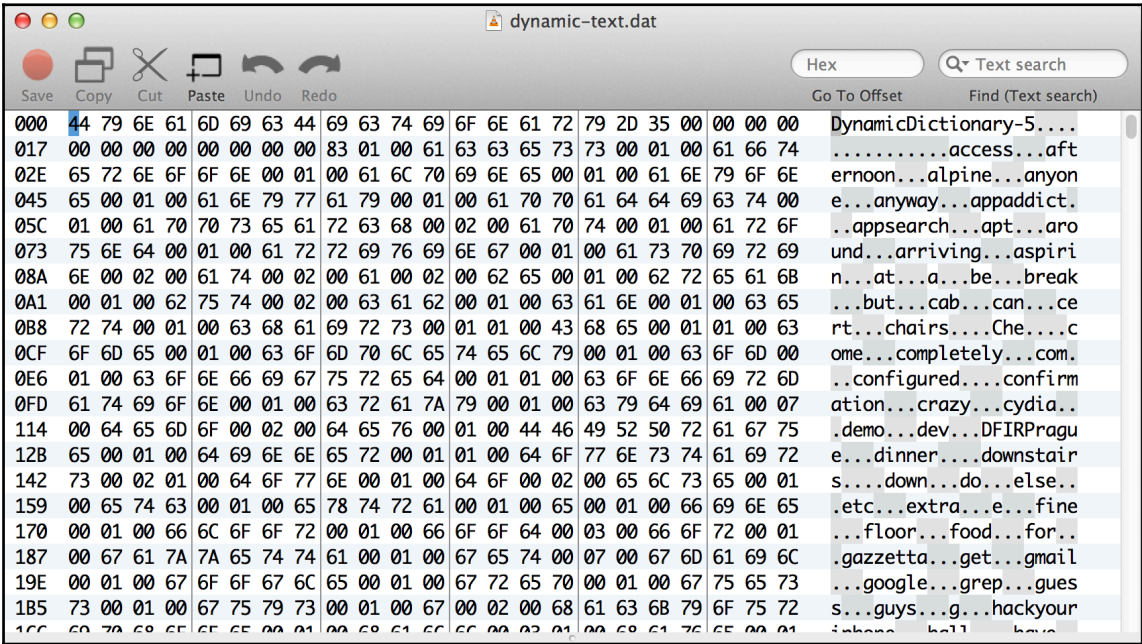 dynamic-text.dat
Hex
Text search
Save Copy Cut Paste Undo Redo Go To Offset Find (Text search)
000 44 79 6E 61 6D 69 63 44 69 63 74 69 6F 6E 61 72 79 2D 35 00 00 00 00 DynamicDictionary-5....
017 00 00 00 00 00 00 00 00 83 01 00 61 63 63 65 73 73 00 01 00 61 66 74 ...........access...aft
02E 65 72 6E 6F 6F 6E 00 01 00 61 6C 70 69 6E 65 00 01 00 61 6E 79 6F 6E ernoon...alpine...anyon
045 65 00 01 00 61 6E 79 77 61 79 00 01 00 61 70 70 61 64 64 69 63 74 00 e...anyway...appaddict.
05C 01 00 61 70 70 73 65 61 72 63 68 00 02 00 61 70 74 00 01 00 61 72 6F ..appsearch...apt...aro
073 75 6E 64 00 01 00 61 72 72 69 76 69 6E 67 00 01 00 61 73 70 69 72 69 und...arriving...aspiri
08A 6E 00 02 00 61 74 00 02 00 61 00 02 00 62 65 00 01 00 62 72 65 61 6B n...at...a...be...break
0A1 00 01 00 62 75 74 00 02 00 63 61 62 00 01 00 63 61 6E 00 01 00 63 65 ...but...cab...can...ce
0B8 72 74 00 01 00 63 68 61 69 72 73 00 01 01 00 43 68 65 00 01 01 00 63 rt...chairs....Che....c
0CF 6F 6D 65 00 01 00 63 6F 6D 70 6C 65 74 65 6C 79 00 01 00 63 6F 6D 00 ome...completely...com.
0E6 01 00 63 6F 6E 66 69 67 75 72 65 64 00 01 01 00 63 6F 6E 66 69 72 6D ..configured....confirm
0FD 61 74 69 6F 6E 00 01 00 63 72 61 7A 79 00 01 00 63 79 64 69 61 00 07 ation...crazy...cydia..
114 00 64 65 6D 6F 00 02 00 64 65 76 00 01 00 44 46 49 52 50 72 61 67 75 .demo...dev...DFIRPragu
12B 65 00 01 00 64 69 6E 6E 65 72 00 01 01 00 64 6F 77 6E 73 74 61 69 72 e...dinner....downstair
142 73 00 02 01 00 64 6F 77 6E 00 01 00 64 6F 00 02 00 65 6C 73 65 00 01 s....down...do...else..
159 00 65 74 63 00 01 00 65 78 74 72 61 00 01 00 65 00 01 00 66 69 6E 65 .etc...extra...e...fine
170 00 01 00 66 6C 6F 6F 72 00 01 00 66 6F 6F 64 00 03 00 66 6F 72 00 01 ...floor...food...for..
187 00 67 61 7A 7A 65 74 74 61 00 01 00 67 65 74 00 07 00 67 6D 61 69 6C .gazzetta...get...gmail
19E 00 01 00 67 6F 6F 67 6C 65 00 01 00 67 72 65 70 00 01 00 67 75 65 73 ...google...grep...gues
1B5 73 00 01 00 67 75 79 73 00 01 00 67 00 02 00 68 61 63 6B 79 6F 75 72 s...guys...g...hackyour